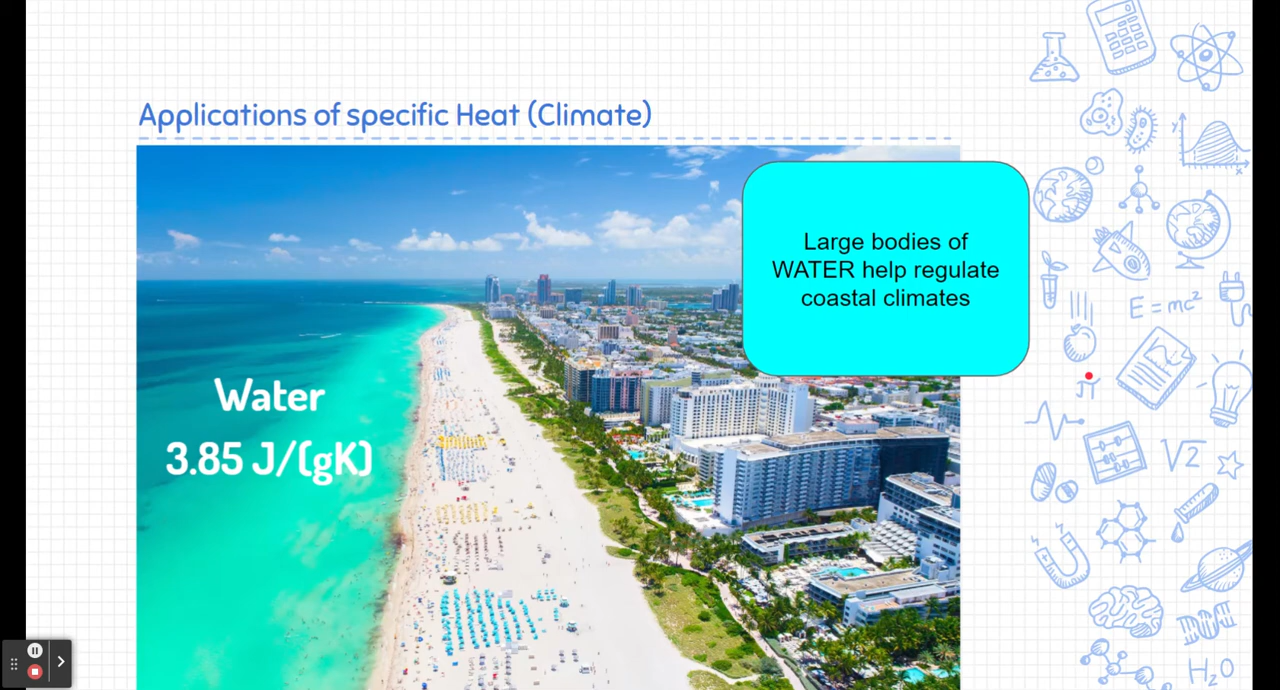 Applications of specific Heat (Climate)
Large bodies of
WATER help regulate
coastal climates
Water
3.85 J/(gK)
y
x
E=mc²
π
√2
H₂O